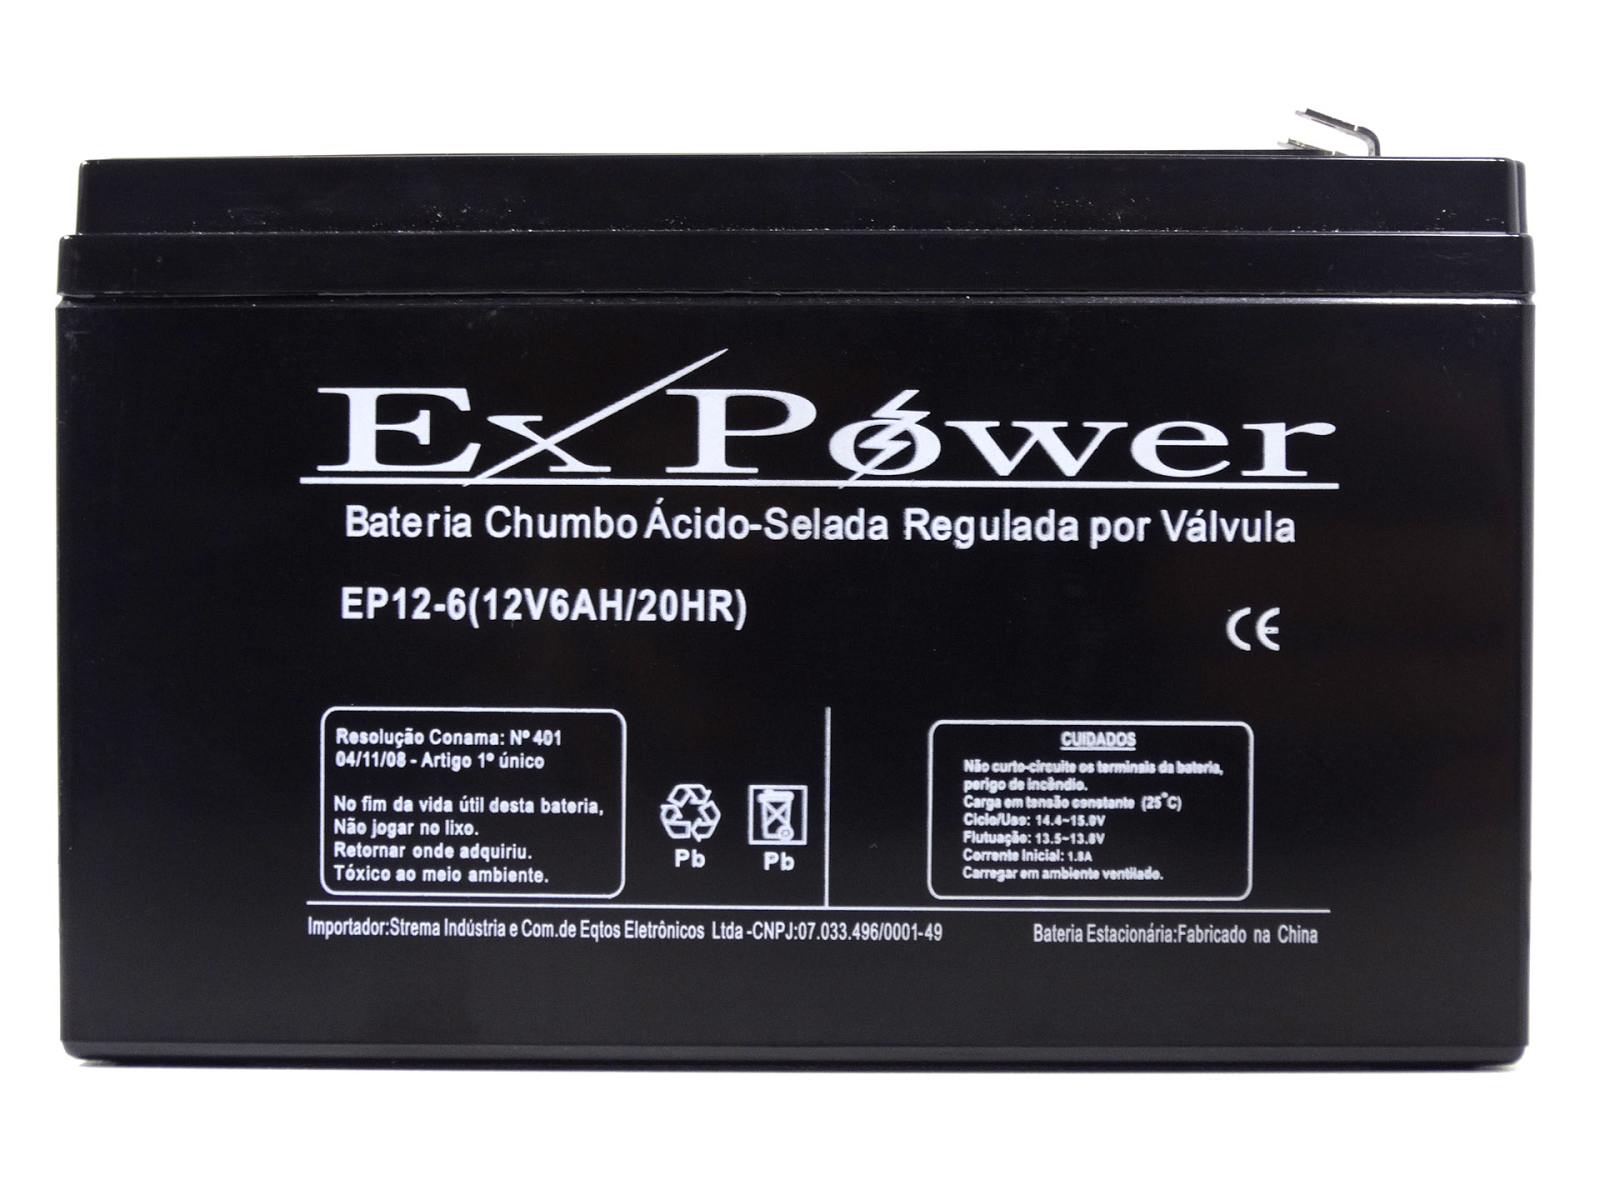 Ex Power
Bateria Chumbo Ácido-Selada Regulada por Válvula
EP12-6(12V6AH/20HR)
CE
Resolução Conama: Nº 401
04/11/08 - Artigo 1º único
No fim da vida útil desta bateria,
Não jogar no lixo.
Retornar onde adquiriu.
Tóxico ao meio ambiente.
Pb
Pb
CUIDADOS
Não curto-circuite os terminais da bateria,
perigo de incêndio.
Carga em tensão constante (25°C)
Ciclo/Uso: 14.4~15.0V
Flutuação: 13.5~13.8V
Corrente Inicial: 1.8A
Carregar em ambiente ventilado.
Importador:Strema Indústria e Com.de Eqtos Eletrônicos Ltda -CNPJ:07.033.496/0001-49
Bateria Estacionária:Fabricado na China